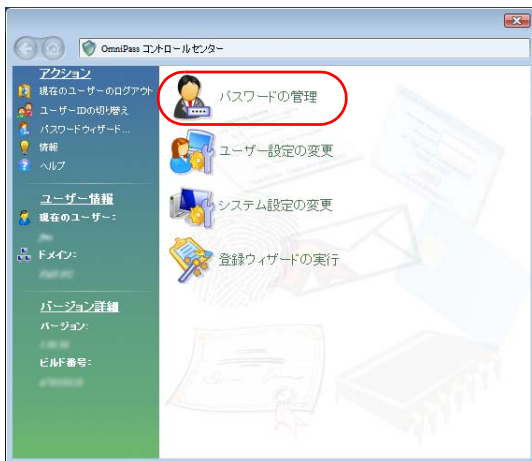 OmniPass コントロールセンター
アクション
現在のユーザーのログアウト
ユーザーIDの切り替え
パスワードウィザード...
情報
ヘルプ
ユーザー情報
現在のユーザー:
ドメイン:
バージョン詳細
バージョン:
ビルド番号:
パスワードの管理
ユーザー設定の変更
システム設定の変更
登録ウィザードの実行